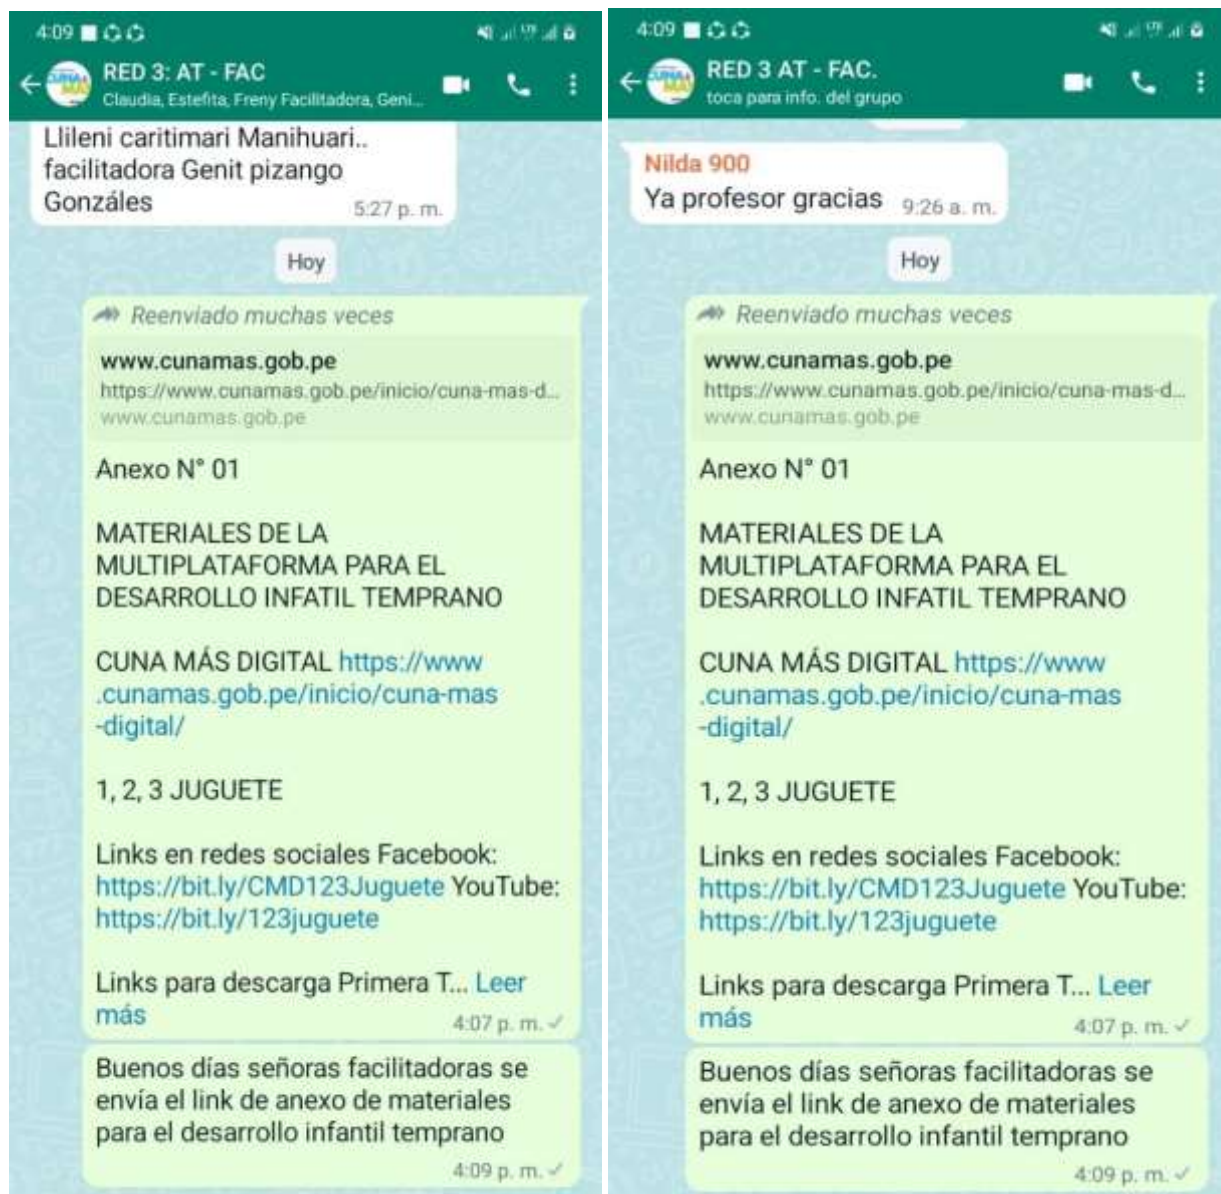 4:09
RED 3: AT - FAC
Claudia, Estefita, Freny Facilitadora, Geni...
Llileni caritimari Manihuari..
facilitadora Genit pizango
Gonzáles
5:27 p. m.
Hoy
Reenviado muchas veces
www.cunamas.gob.pe
https://www.cunamas.gob.pe/inicio/cuna-mas-d...
www.cunamas.gob.pe
Anexo N° 01
MATERIALES DE LA
MULTIPLATAFORMA PARA EL
DESARROLLO INFATIL TEMPRANO
CUNA MÁS DIGITAL https://www
.cunamas.gob.pe/inicio/cuna-mas
-digital/
1, 2, 3 JUGUETE
Links en redes sociales Facebook:
https://bit.ly/CMD123Juguete YouTube:
https://bit.ly/123juguete
Links para descarga Primera T... Leer
más
4:07 p. m.
Buenos días señoras facilitadoras se
envía el link de anexo de materiales
para el desarrollo infantil temprano
4:09 p. m.
4:09
RED 3 AT - FAC.
toca para info. del grupo
Nilda 900
Ya profesor gracias
9:26 a. m.
Hoy
Reenviado muchas veces
www.cunamas.gob.pe
https://www.cunamas.gob.pe/inicio/cuna-mas-d...
www.cunamas.gob.pe
Anexo N° 01
MATERIALES DE LA
MULTIPLATAFORMA PARA EL
DESARROLLO INFATIL TEMPRANO
CUNA MÁS DIGITAL https://www
.cunamas.gob.pe/inicio/cuna-mas
-digital/
1, 2, 3 JUGUETE
Links en redes sociales Facebook:
https://bit.ly/CMD123Juguete YouTube:
https://bit.ly/123juguete
Links para descarga Primera T... Leer
más
4:07 p. m.
Buenos días señoras facilitadoras se
envía el link de anexo de materiales
para el desarrollo infantil temprano
4:09 p. m.